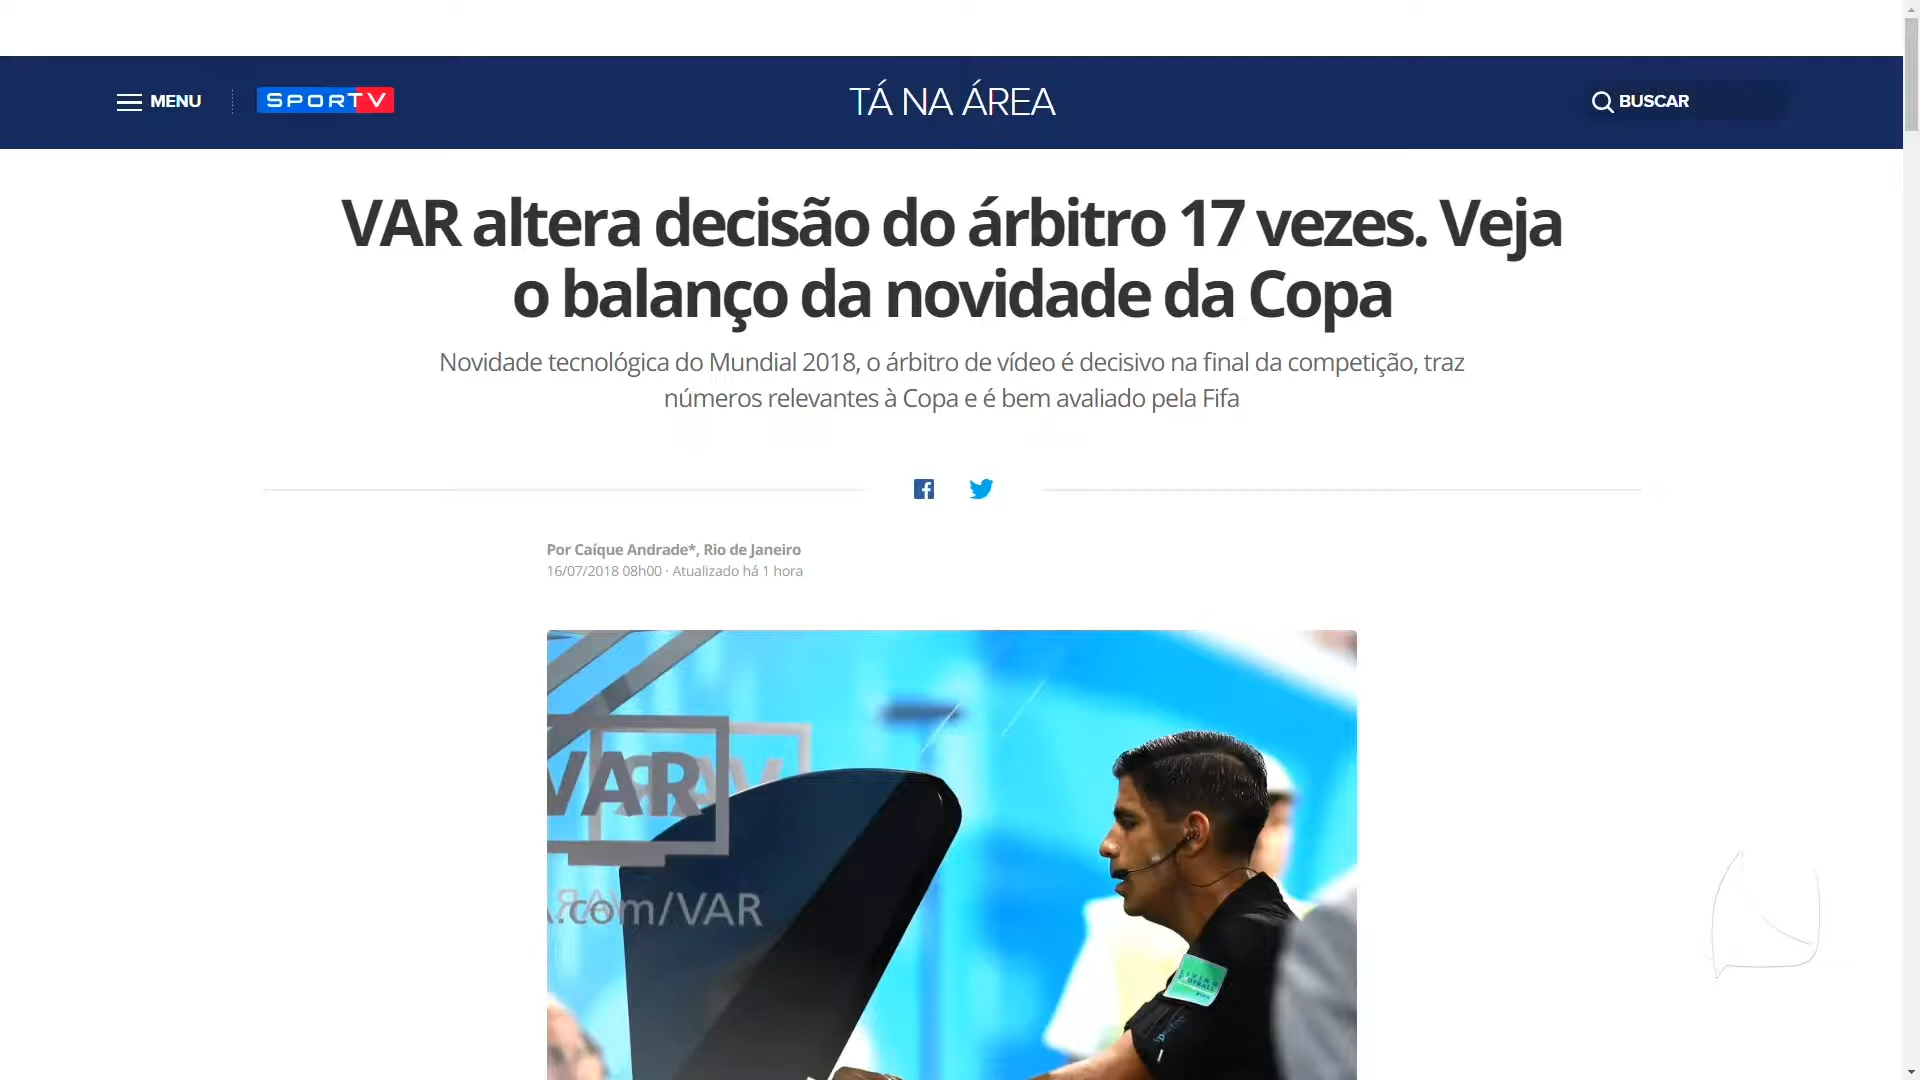 MENU
SPORTV
TÁ NA ÁREA
BUSCAR
VAR altera decisão do árbitro 17 vezes. Veja
o balanço da novidade da Copa
Novidade tecnológica do Mundial 2018, o árbitro de vídeo é decisivo na final da competição, traz
números relevantes à Copa e é bem avaliado pela Fifa
Por Caíque Andrade*, Rio de Janeiro
16/07/2018 08h00 · Atualizado há 1 hora
VAR
.com/VAR
LIVING
FOOTBALL